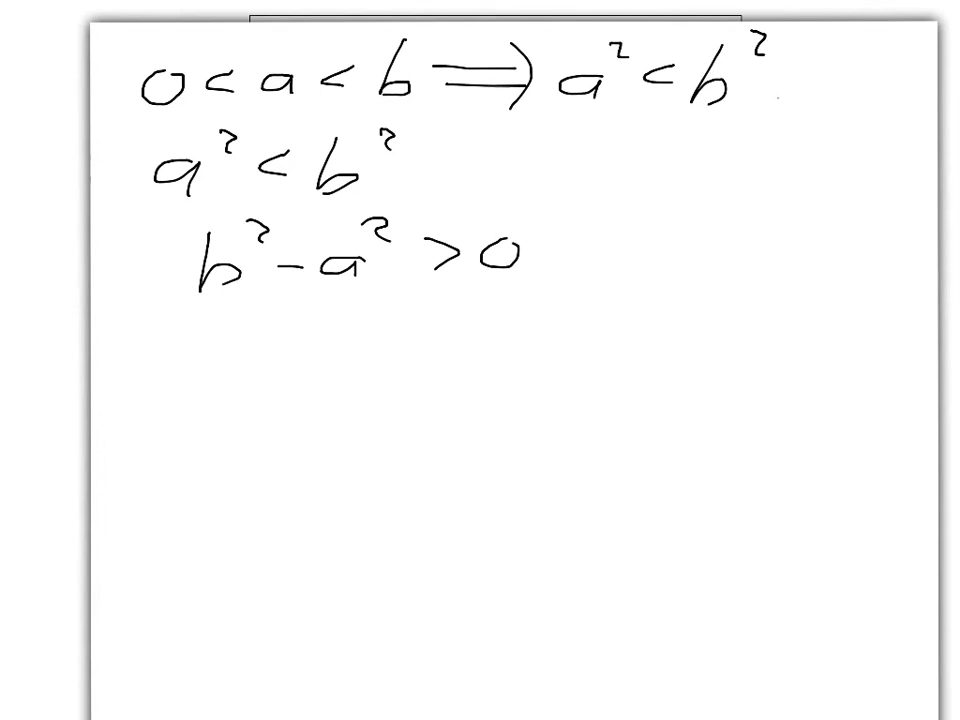 0 < a < b ⟹ a² < b²
a² < b²
b² − a² > 0